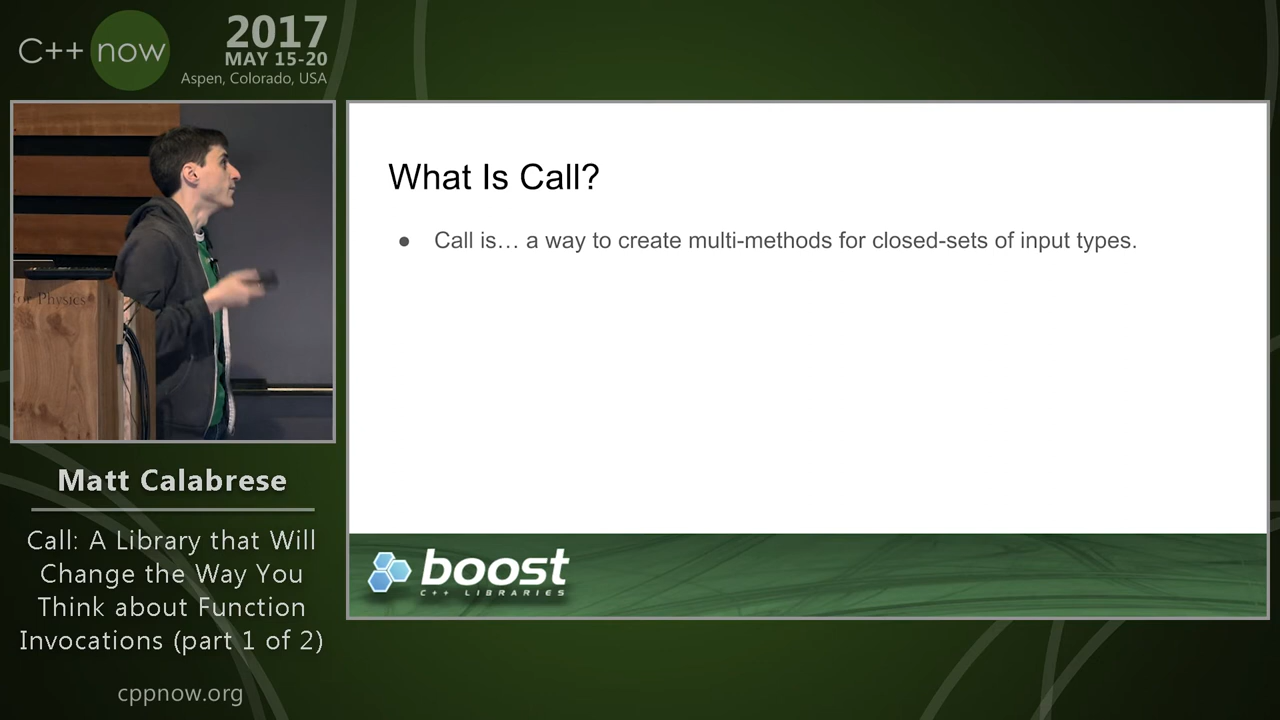 C++ now
2017
MAY 15-20
Aspen, Colorado, USA
for Physics
What Is Call?
● Call is… a way to create multi-methods for closed-sets of input types.
boost
C++ LIBRARIES
Matt Calabrese
Call: A Library that Will
Change the Way You
Think about Function
Invocations (part 1 of 2)
cppnow.org